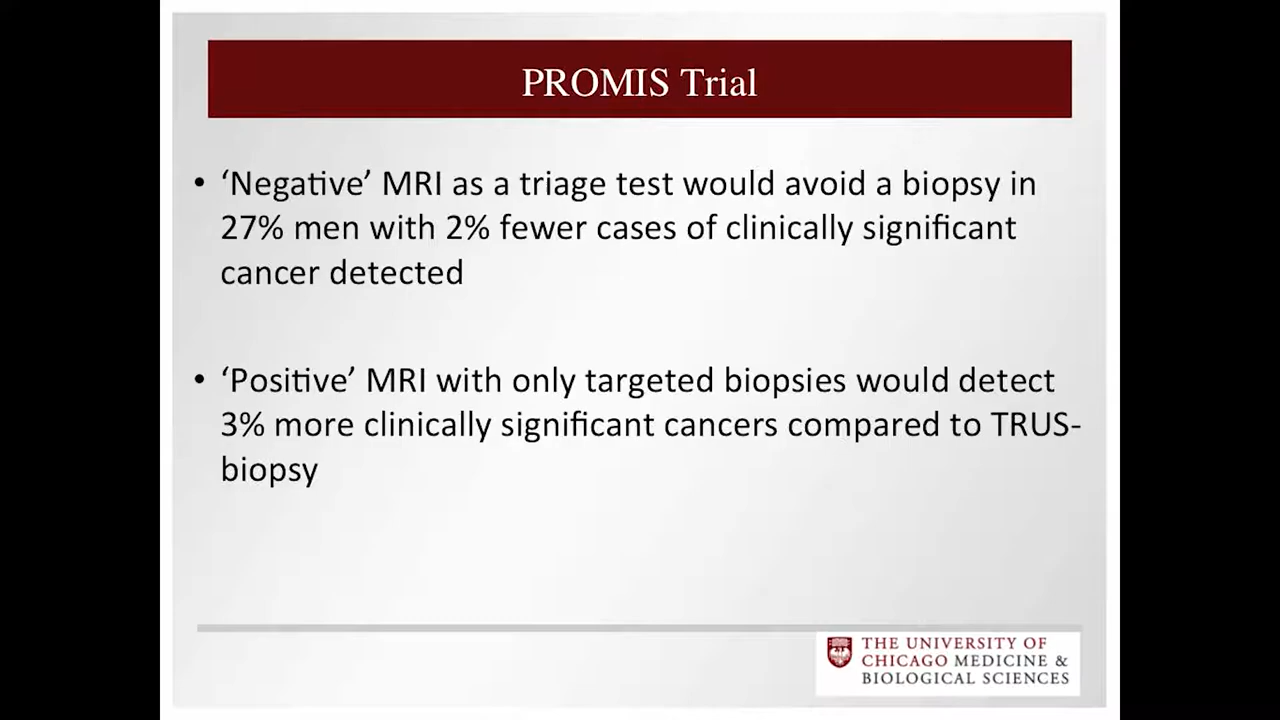 PROMIS Trial
• ‘Negative’ MRI as a triage test would avoid a biopsy in
27% men with 2% fewer cases of clinically significant
cancer detected
• ‘Positive’ MRI with only targeted biopsies would detect
3% more clinically significant cancers compared to TRUS-
biopsy
THE UNIVERSITY OF
CHICAGO MEDICINE &
BIOLOGICAL SCIENCES